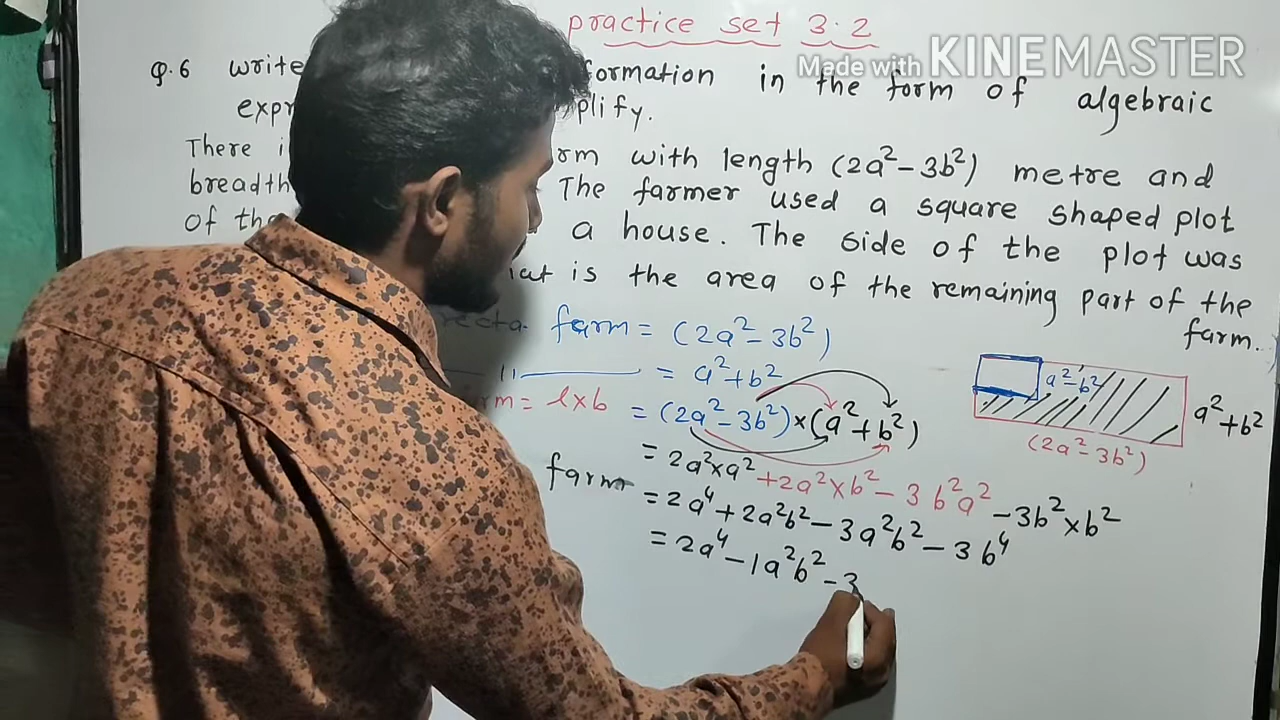 practice set 3.2
Made with KINEMASTER
Q.6 write formation in the form of algebraic
expr plify.
There i rm with length (2a² - 3b²) metre and
breadth The farmer used a square shaped plot
of the a house. The side of the plot was
is the area of the remaining part of the
farm.
recta. farm = (2a² - 3b²)
—— 11 —— = a² + b²
rm = l x b = (2a² - 3b²) x (a² + b²)
farm = 2a² x a² + 2a² x b² - 3b²a² - 3b² x b²
= 2a⁴ + 2a²b² - 3a²b² - 3b⁴
= 2a⁴ - 1a²b² - 3
a² - b²
a² + b²
(2a² - 3b²)